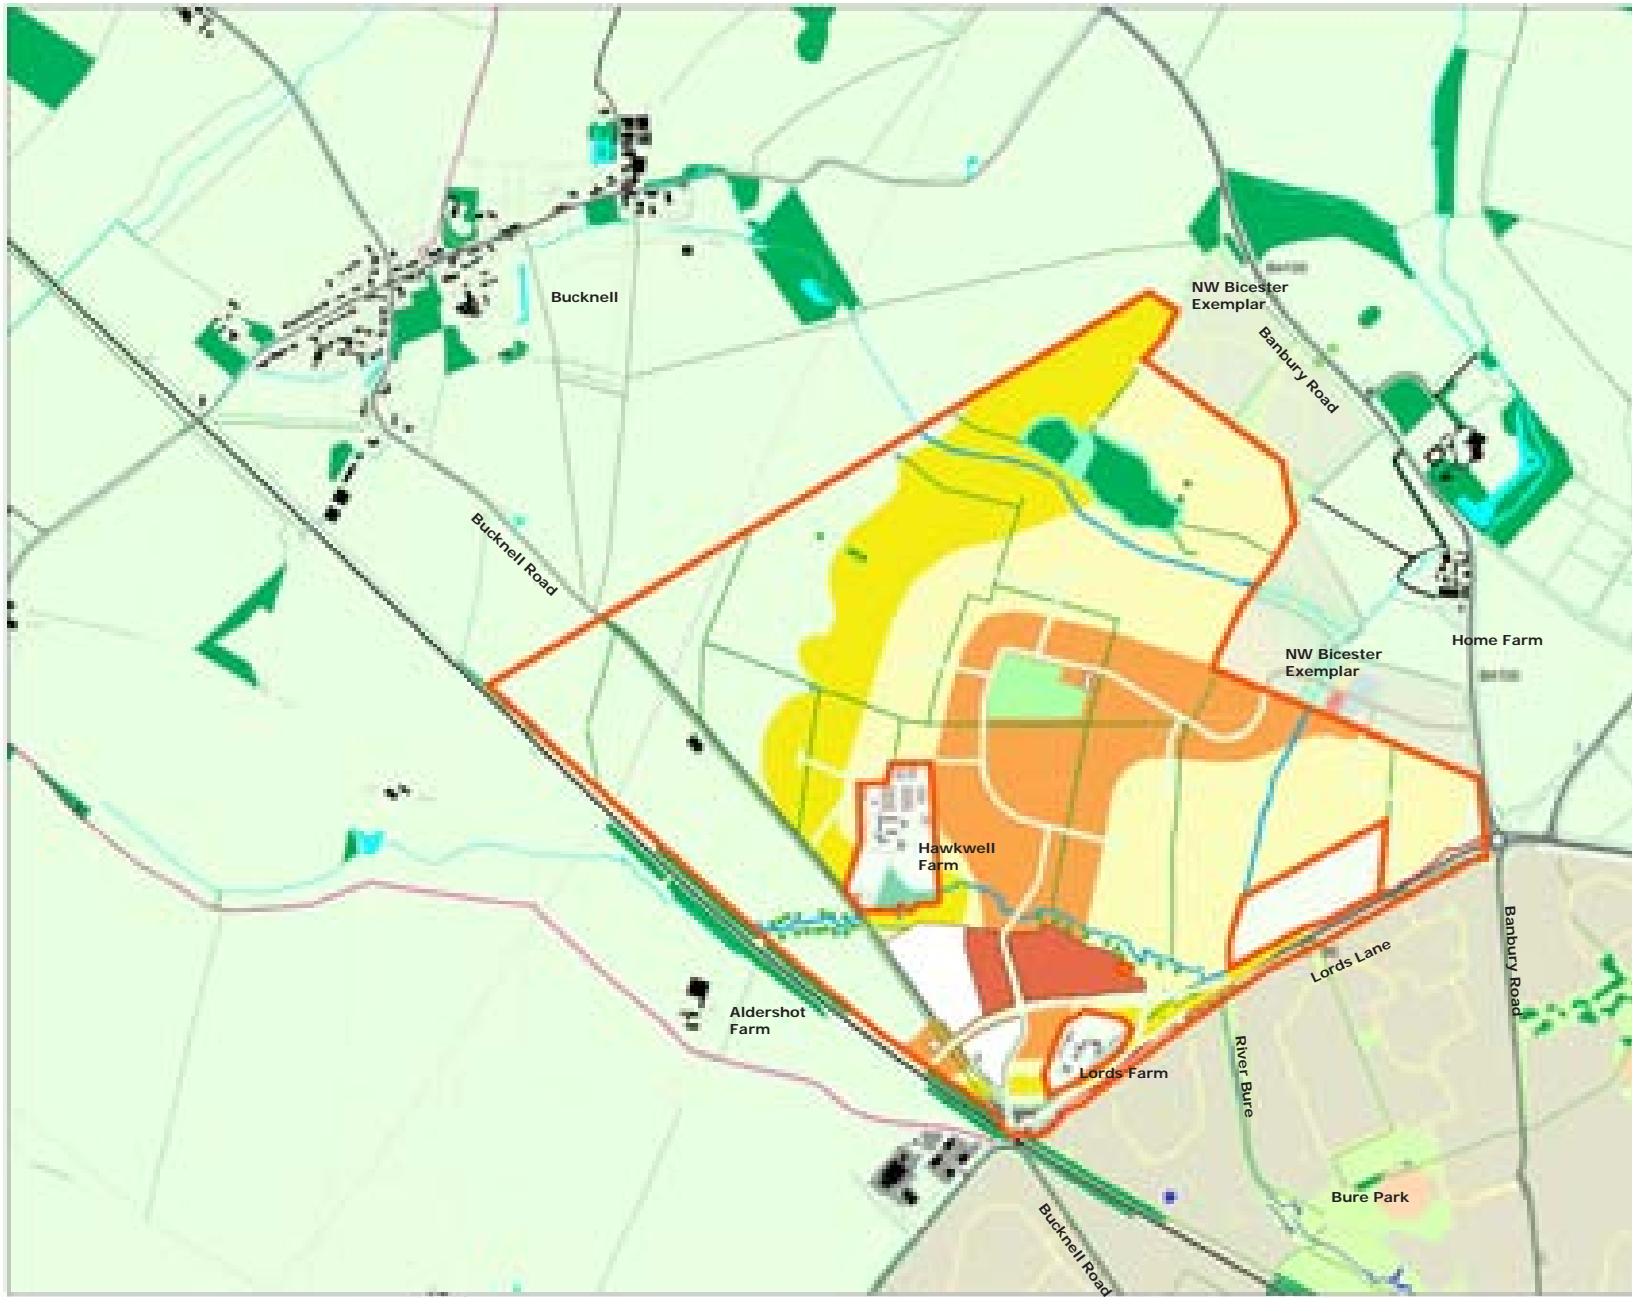 NW Bicester
Exemplar
Bucknell
Banbury Road
Bucknell Road
Home Farm
NW Bicester
Exemplar
Hawkwell
Farm
Lords Lane
Banbury Road
Aldershot
Farm
Lords Farm
River Bure
Bure Park
Bucknell Road